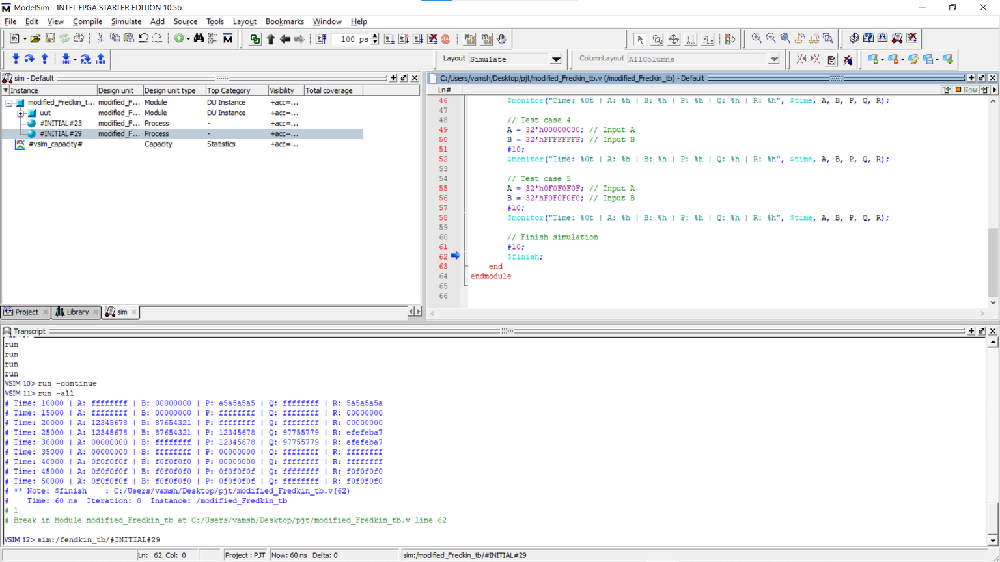 ModelSim - INTEL FPGA STARTER EDITION 10.5b
File Edit View Compile Simulate Add Source Tools Layout Bookmarks Window Help
100 ps
Layout Simulate
ColumnLayout AllColumns
sim - Default
Instance Design unit Design unit type Top Category Visibility Total coverage
modified_Fredkin_t... modified_F... Module DU Instance +acc=...
uut modified_F... Module DU Instance +acc=...
#INITIAL#23 modified_F... Process - +acc=...
#INITIAL#29 modified_F... Process - +acc=...
#vsim_capacity# Capacity Statistics +acc=...
Project Library sim
C:/Users/vamsh/Desktop/pjt/modified_Fredkin_tb.v (/modified_Fredkin_tb) - Default
Ln# Now
46 $monitor("Time: %0t | A: %h | B: %h | P: %h | Q: %h | R: %h", $time, A, B, P, Q, R);
47
48 // Test case 4
49 A = 32'h00000000; // Input A
50 B = 32'hFFFFFFFF; // Input B
51 #10;
52 $monitor("Time: %0t | A: %h | B: %h | P: %h | Q: %h | R: %h", $time, A, B, P, Q, R);
53
54 // Test case 5
55 A = 32'h0F0F0F0F; // Input A
56 B = 32'hF0F0F0F0; // Input B
57 #10;
58 $monitor("Time: %0t | A: %h | B: %h | P: %h | Q: %h | R: %h", $time, A, B, P, Q, R);
59
60 // Finish simulation
61 #10;
62 $finish;
63 end
64 endmodule
65
66
Transcript
run
run
run
run
VSIM 10> run -continue
VSIM 11> run -all
# Time: 10000 | A: ffffffff | B: 00000000 | P: a5a5a5a5 | Q: ffffffff | R: 5a5a5a5a
# Time: 15000 | A: ffffffff | B: 00000000 | P: ffffffff | Q: ffffffff | R: 00000000
# Time: 20000 | A: 12345678 | B: 87654321 | P: ffffffff | Q: ffffffff | R: 00000000
# Time: 25000 | A: 12345678 | B: 87654321 | P: 12345678 | Q: 97755779 | R: efefeba7
# Time: 30000 | A: 00000000 | B: ffffffff | P: 12345678 | Q: 97755779 | R: efefeba7
# Time: 35000 | A: 00000000 | B: ffffffff | P: 00000000 | Q: ffffffff | R: ffffffff
# Time: 40000 | A: 0f0f0f0f | B: f0f0f0f0 | P: 00000000 | Q: ffffffff | R: ffffffff
# Time: 45000 | A: 0f0f0f0f | B: f0f0f0f0 | P: 0f0f0f0f | Q: ffffffff | R: f0f0f0f0
# Time: 50000 | A: 0f0f0f0f | B: f0f0f0f0 | P: 0f0f0f0f | Q: ffffffff | R: f0f0f0f0
# ** Note: $finish : C:/Users/vamsh/Desktop/pjt/modified_Fredkin_tb.v(62)
# Time: 60 ns Iteration: 0 Instance: /modified_Fredkin_tb
# 1
# Break in Module modified_Fredkin_tb at C:/Users/vamsh/Desktop/pjt/modified_Fredkin_tb.v line 62
VSIM 12> sim:/fendkin_tb/#INITIAL#29
Ln: 62 Col: 0 Project : PJT Now: 60 ns Delta: 0 sim:/modified_Fredkin_tb/#INITIAL#29